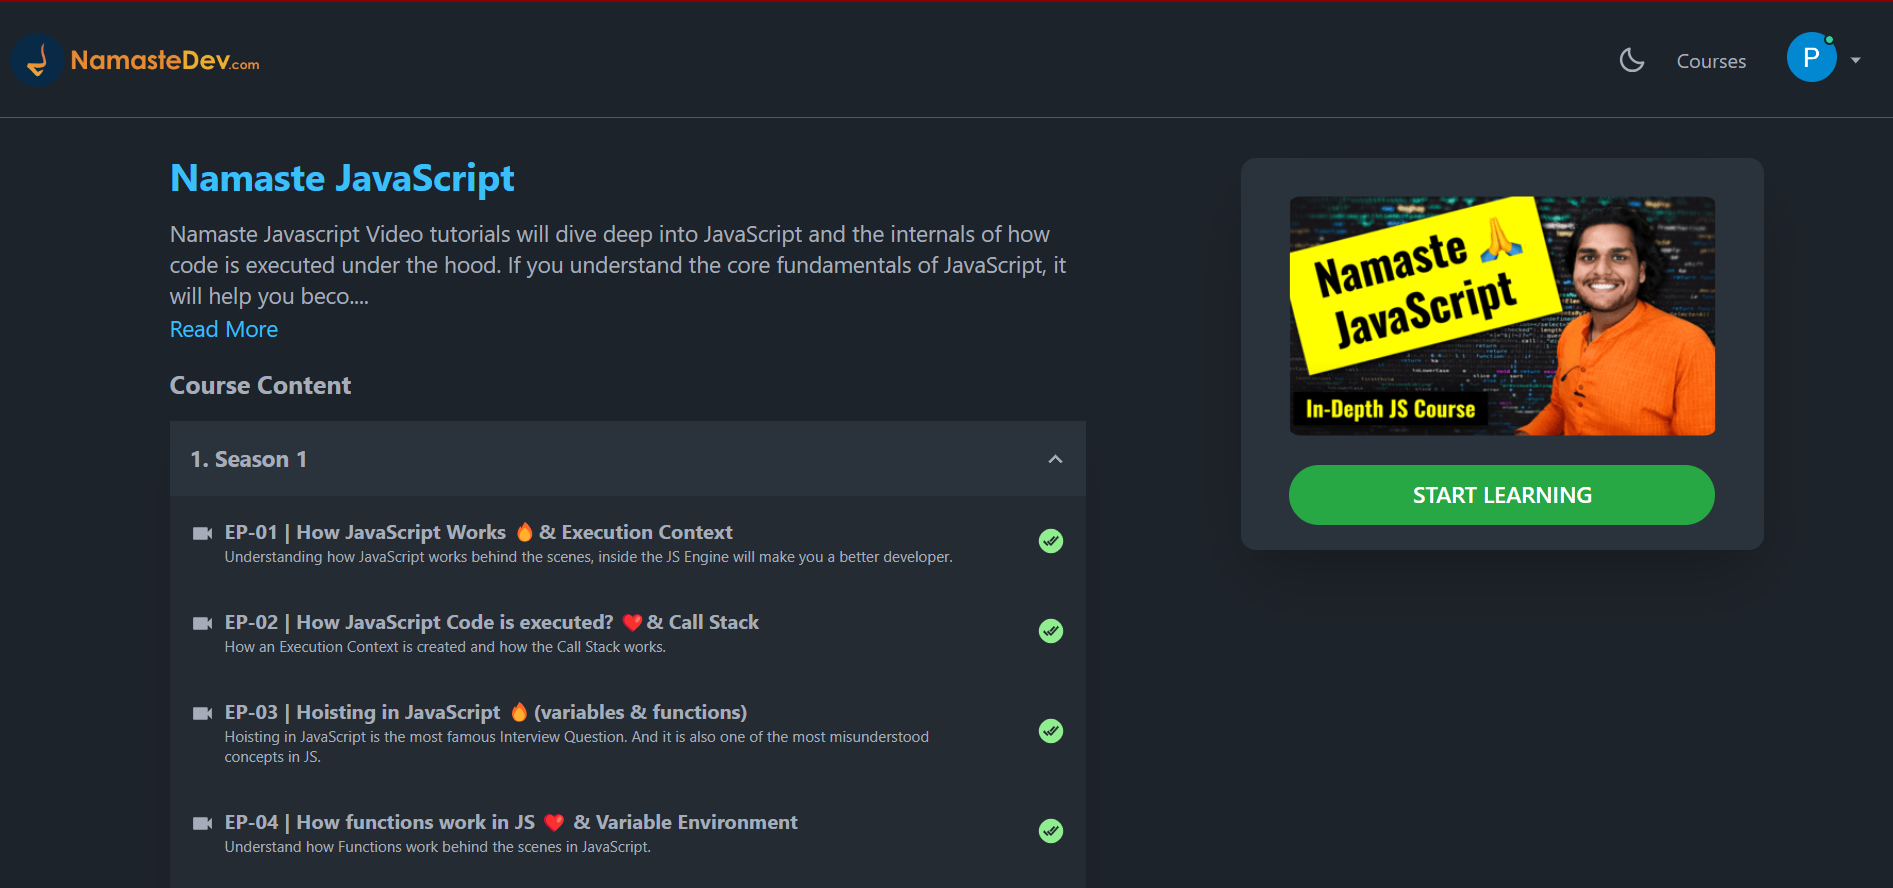 NamasteDev.com
Courses
P
Namaste JavaScript
Namaste Javascript Video tutorials will dive deep into JavaScript and the internals of how
code is executed under the hood. If you understand the core fundamentals of JavaScript, it
will help you beco....
Read More
Course Content
1. Season 1
EP-01 | How JavaScript Works 🔥 & Execution Context
Understanding how JavaScript works behind the scenes, inside the JS Engine will make you a better developer.
EP-02 | How JavaScript Code is executed? ❤️ & Call Stack
How an Execution Context is created and how the Call Stack works.
EP-03 | Hoisting in JavaScript 🔥 (variables & functions)
Hoisting in JavaScript is the most famous Interview Question. And it is also one of the most misunderstood
concepts in JS.
EP-04 | How functions work in JS ❤️ & Variable Environment
Understand how Functions work behind the scenes in JavaScript.
Namaste 🙏
JavaScript
In-Depth JS Course
START LEARNING